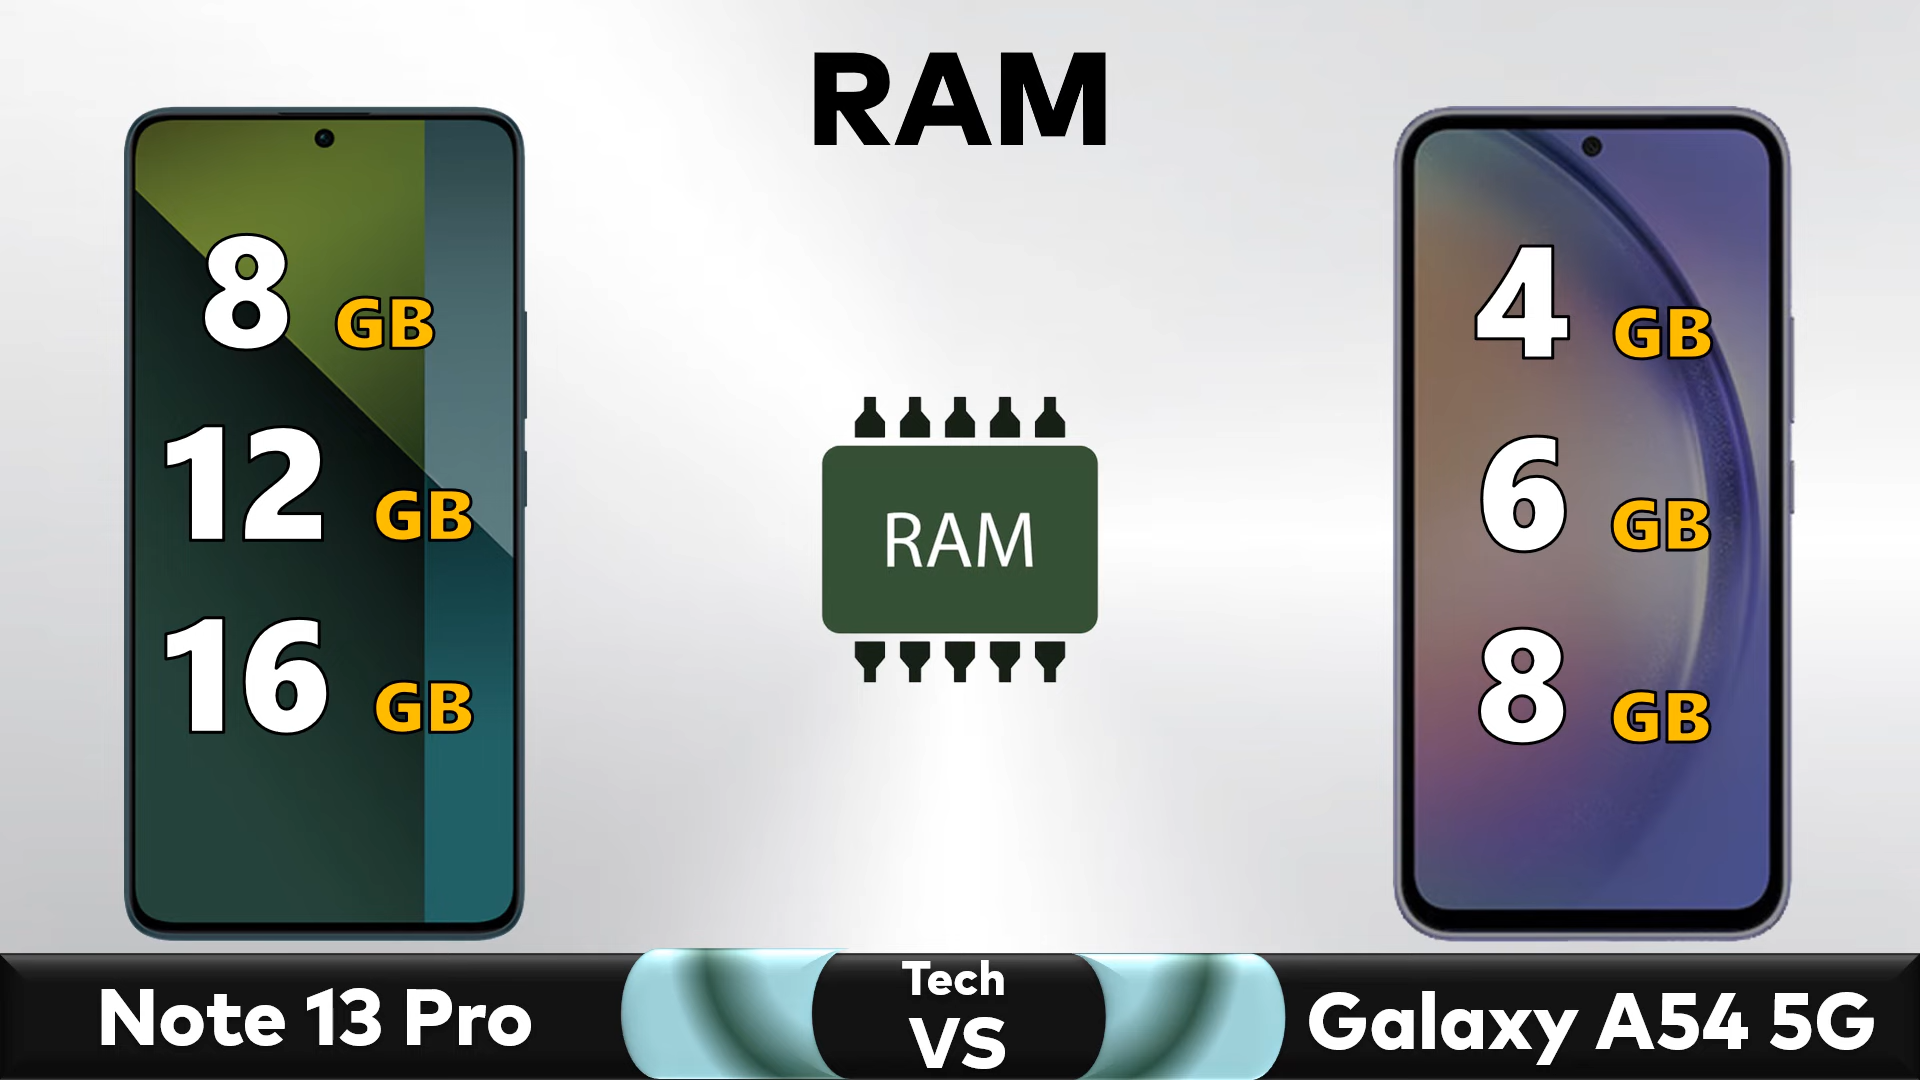 RAM
8 GB
12 GB
16 GB
RAM
4 GB
6 GB
8 GB
Note 13 Pro
Tech
VS
Galaxy A54 5G